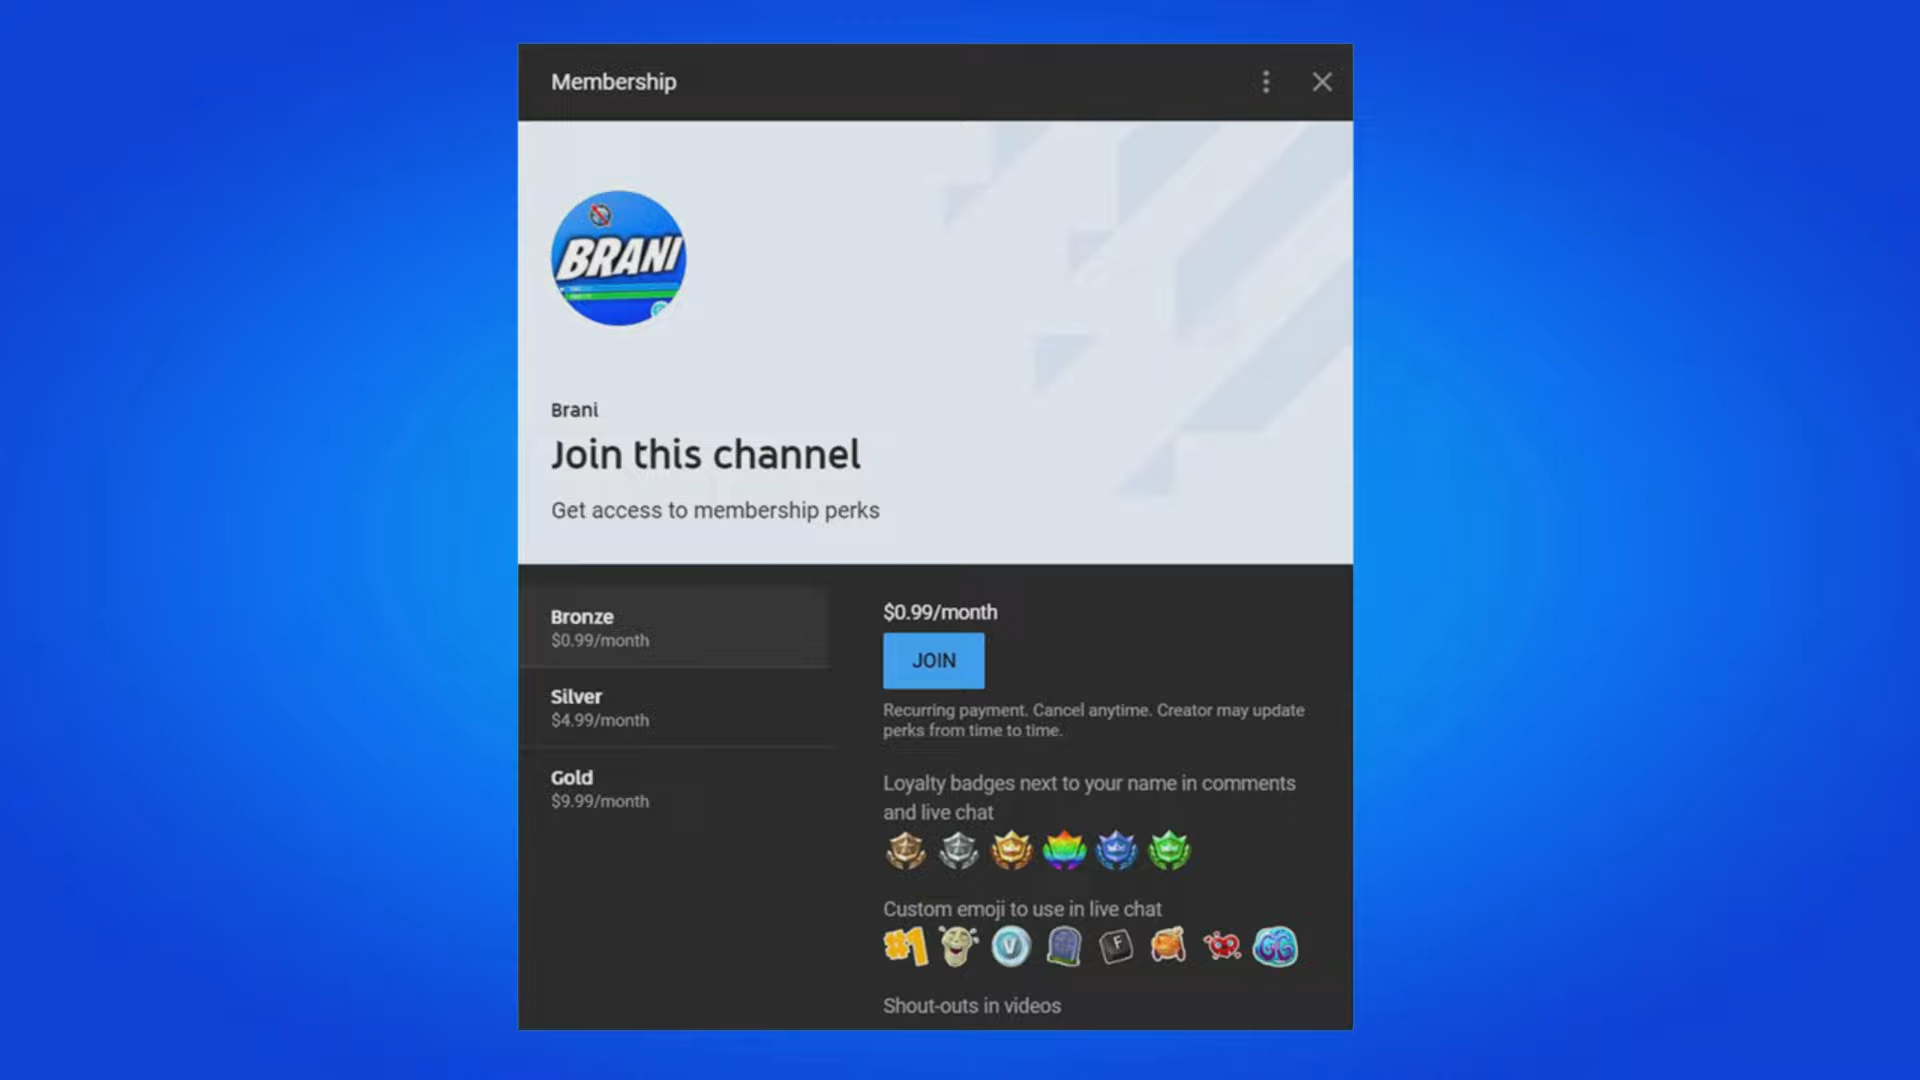 Membership
BRANI
Brani
Join this channel
Get access to membership perks
Bronze
$0.99/month
Silver
$4.99/month
Gold
$9.99/month
$0.99/month
JOIN
Recurring payment. Cancel anytime. Creator may update
perks from time to time.
Loyalty badges next to your name in comments
and live chat
Custom emoji to use in live chat
#1
V
F
GG
Shout-outs in videos